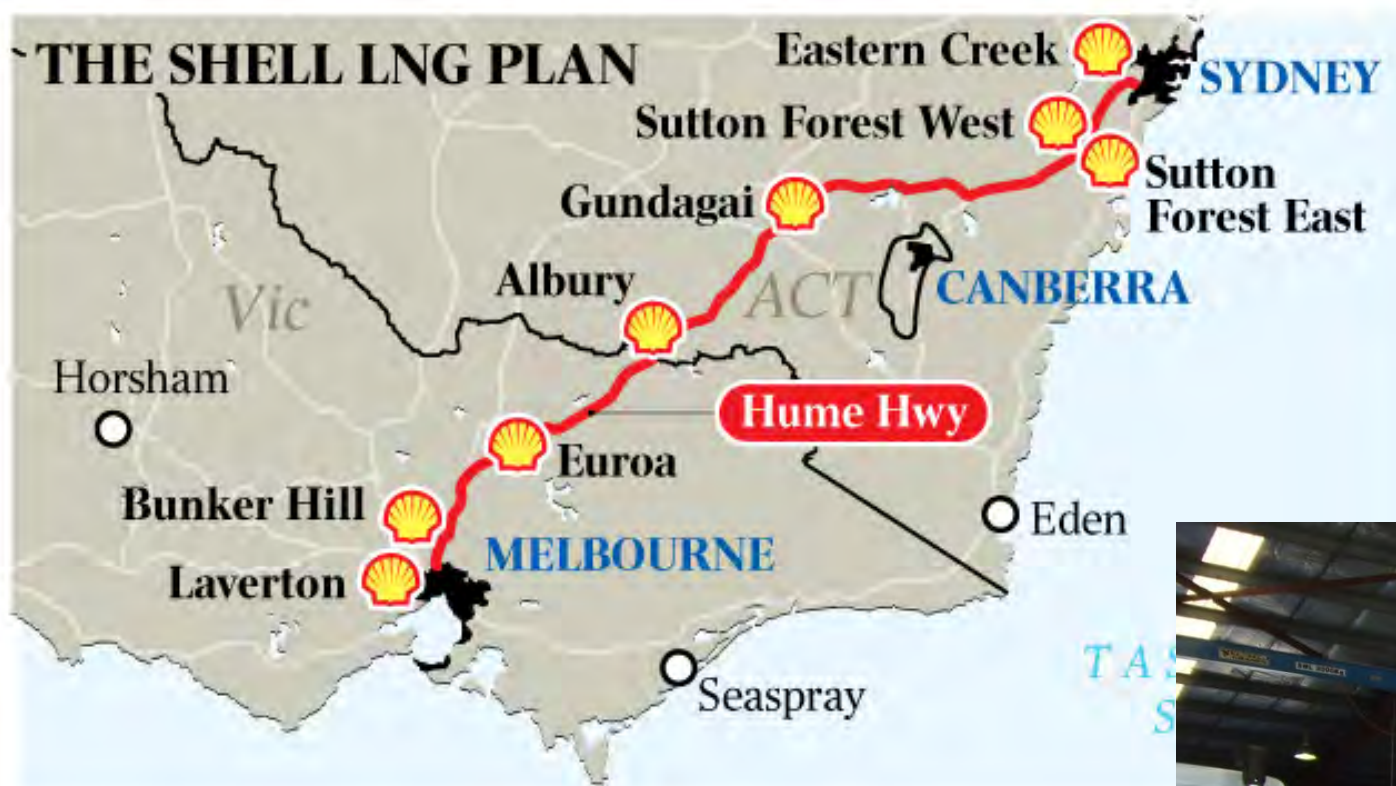 THE SHELL LNG PLAN
Eastern Creek
SYDNEY
Sutton Forest West
Sutton
Forest East
Gundagai
Albury
ACT
CANBERRA
Vic
Horsham
Hume Hwy
Euroa
Bunker Hill
Eden
MELBOURNE
Laverton
Seaspray